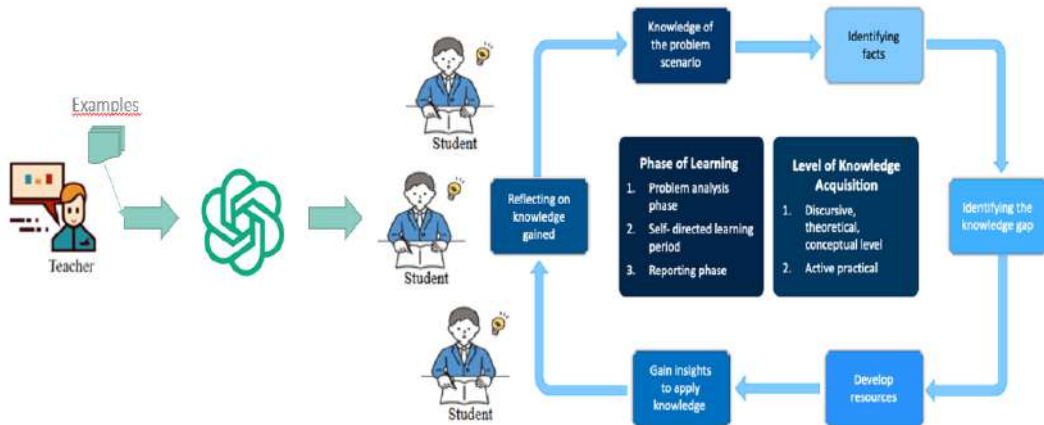 Examples
Teacher
Student
Student
Student
Knowledge of
the problem
scenario
Identifying
facts
Identifying the
knowledge gap
Develop
resources
Gain insights
to apply
knowledge
Reflecting on
knowledge
gained
Phase of Learning
1. Problem analysis
phase
2. Self- directed learning
period
3. Reporting phase
Level of Knowledge
Acquisition
1. Discursive,
theoretical,
conceptual level
2. Active practical